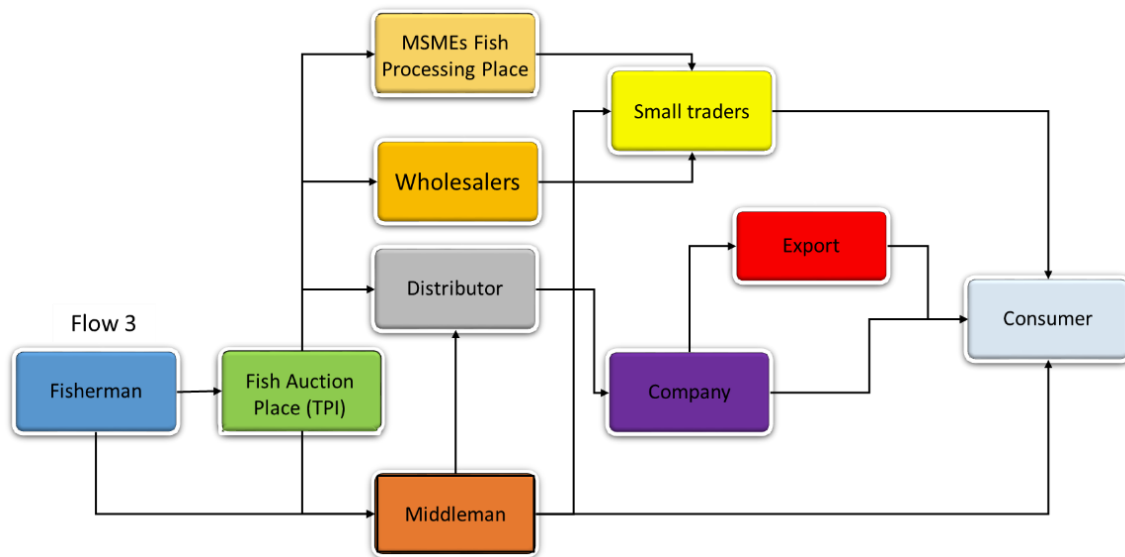 MSMEs Fish
Processing Place
Small traders
Wholesalers
Export
Distributor
Consumer
Flow 3
Fisherman
Fish Auction
Place (TPI)
Company
Middleman